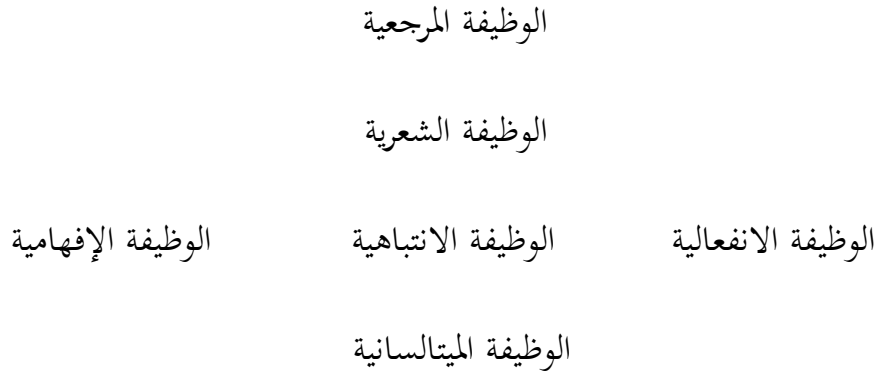 الوظيفة المرجعية
الوظيفة الشعرية
الوظيفة الانفعالية الوظيفة الانتباهية الوظيفة الإفهامية
الوظيفة الميتالسانية